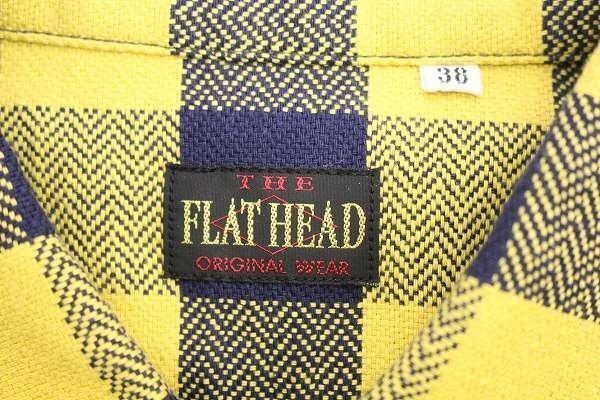 38
THE
FLAT HEAD
ORIGINAL WEAR